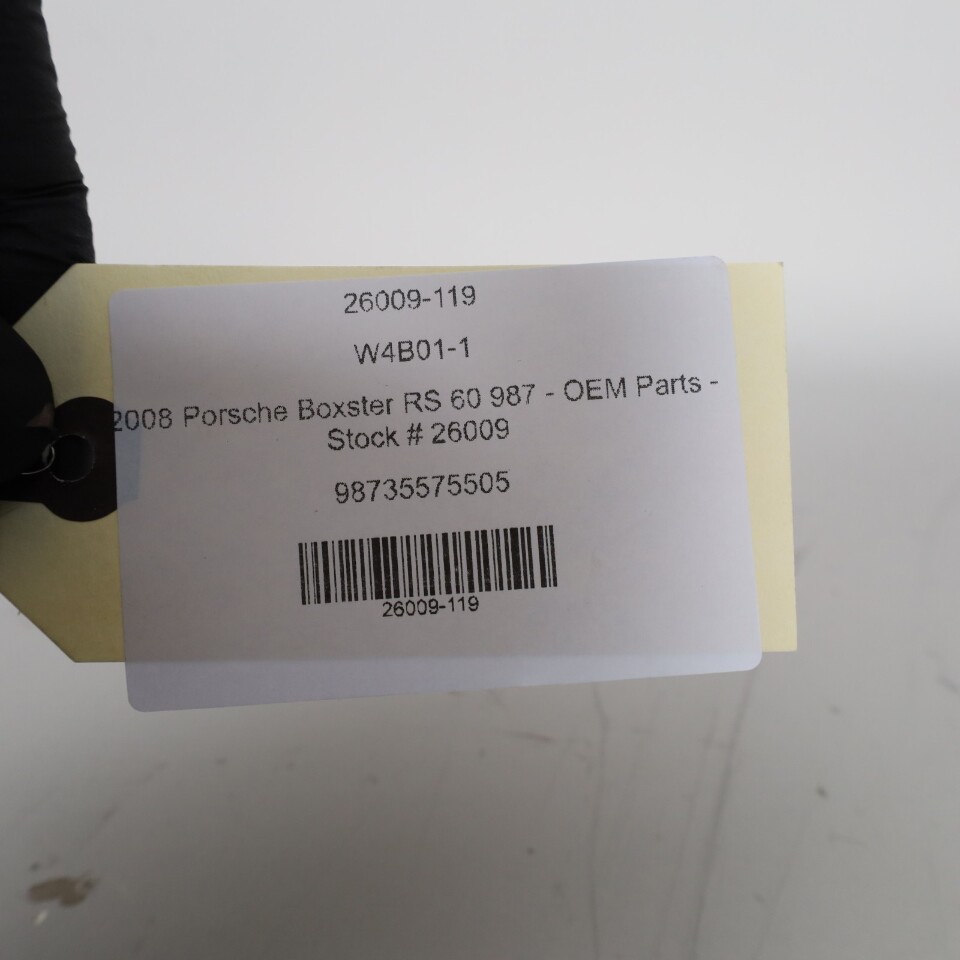 26009-119
W4B01-1
2008 Porsche Boxster RS 60 987 - OEM Parts -
Stock # 26009
98735575505
26009-119